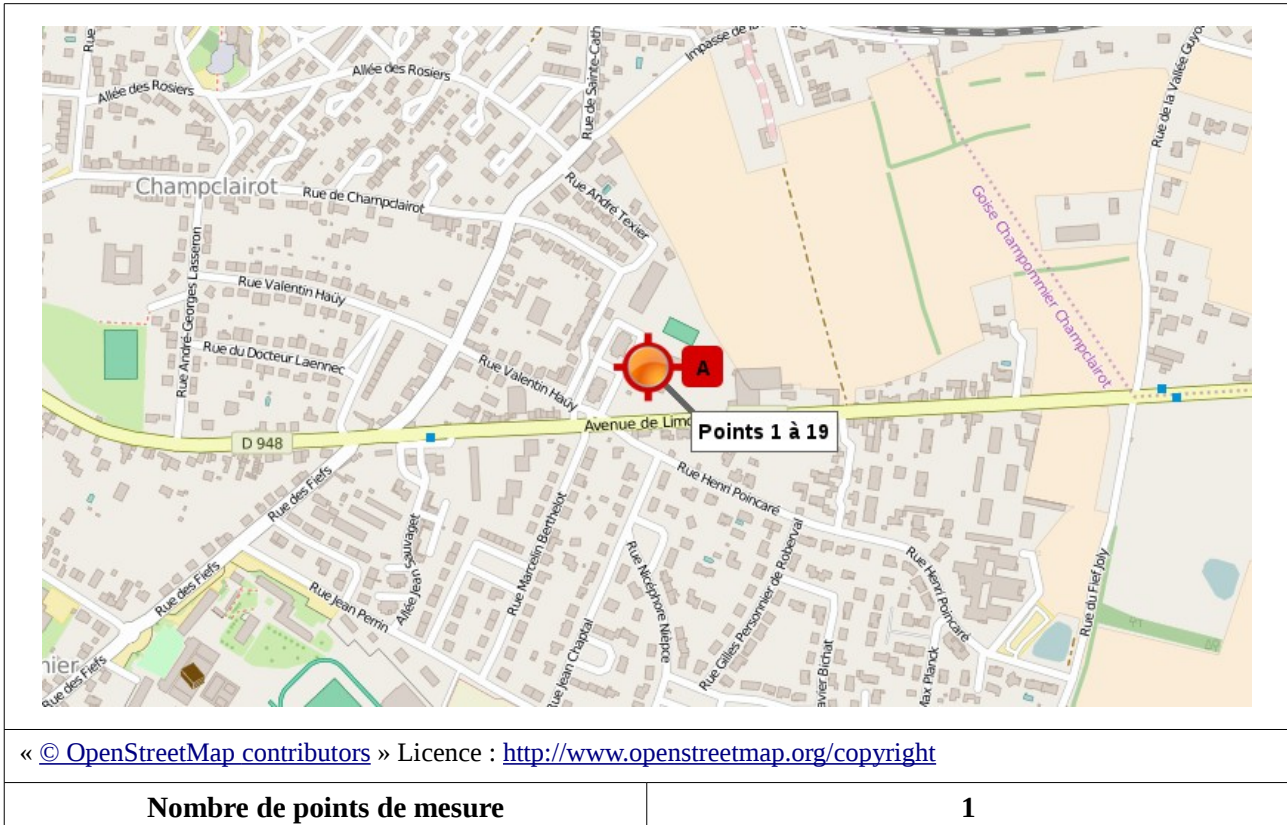 Rue
Allée des Rosiers
Allée des Rosiers
Rue de Sainte-Cath
Impasse de
Rue de la Vallée Guyo
Champclairot
Rue de Champclairot
Rue André Texier
Goise Champommier Champclairot
Rue André-Georges Lasseron
Rue Valentin Haüy
Rue du Docteur Laennec
Rue Valentin Haüy
A
Points 1 à 19
Avenue de Limo
D 948
Rue des Fiefs
Rue Henri Poincaré
Rue Marcelin Berthelot
Allée Jean Sauvaget
Rue Jean Perrin
Rue des Fiefs
Rue Nicéphore Niépce
Rue Gilles Personnier de Roberval
Rue Henri Poincaré
Rue du Fief Joly
Rue Jean Chaptal
avier Bichat
Max Planck
nier
Rue des Fiefs
« © OpenStreetMap contributors » Licence : http://www.openstreetmap.org/copyright
Nombre de points de mesure
1